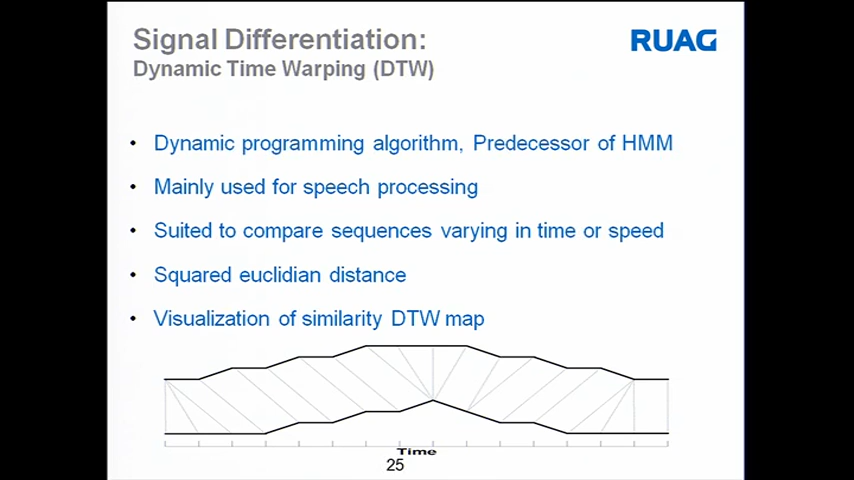 Signal Differentiation:
RUAG
Dynamic Time Warping (DTW)
• Dynamic programming algorithm, Predecessor of HMM
• Mainly used for speech processing
• Suited to compare sequences varying in time or speed
• Squared euclidian distance
• Visualization of similarity DTW map
Time
25